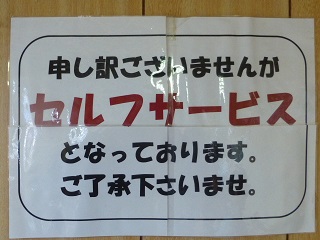 申し訳ございませんが
セルフサービス
となっております。
ご了承下さいませ。